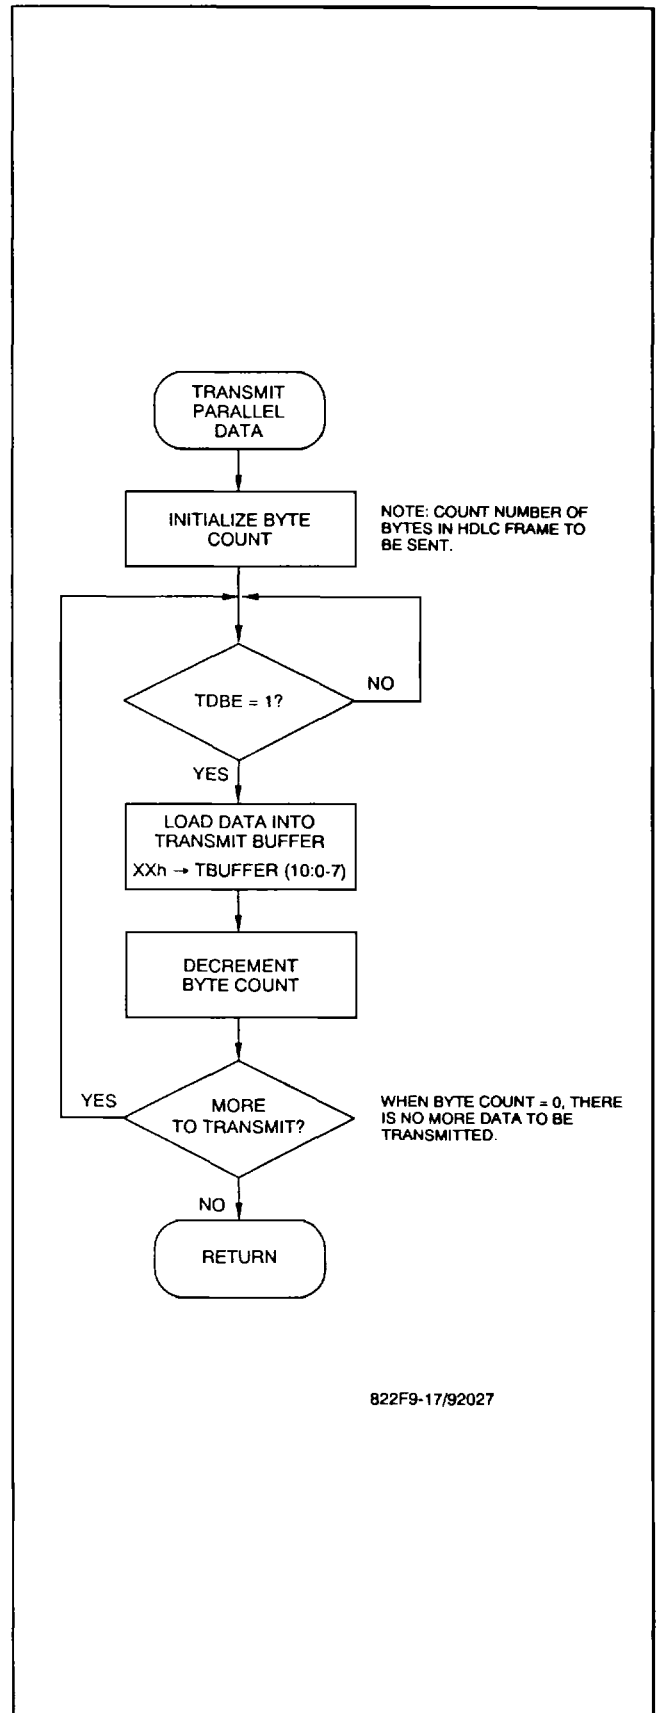 TRANSMIT
PARALLEL
DATA
INITIALIZE BYTE
COUNT
NOTE: COUNT NUMBER OF
BYTES IN HDLC FRAME TO
BE SENT.
TDBE = 1?
NO
YES
LOAD DATA INTO
TRANSMIT BUFFER
XXh → TBUFFER (10:0-7)
DECREMENT
BYTE COUNT
YES
MORE
TO TRANSMIT?
WHEN BYTE COUNT = 0, THERE
IS NO MORE DATA TO BE
TRANSMITTED.
NO
RETURN
822F9-17/92027